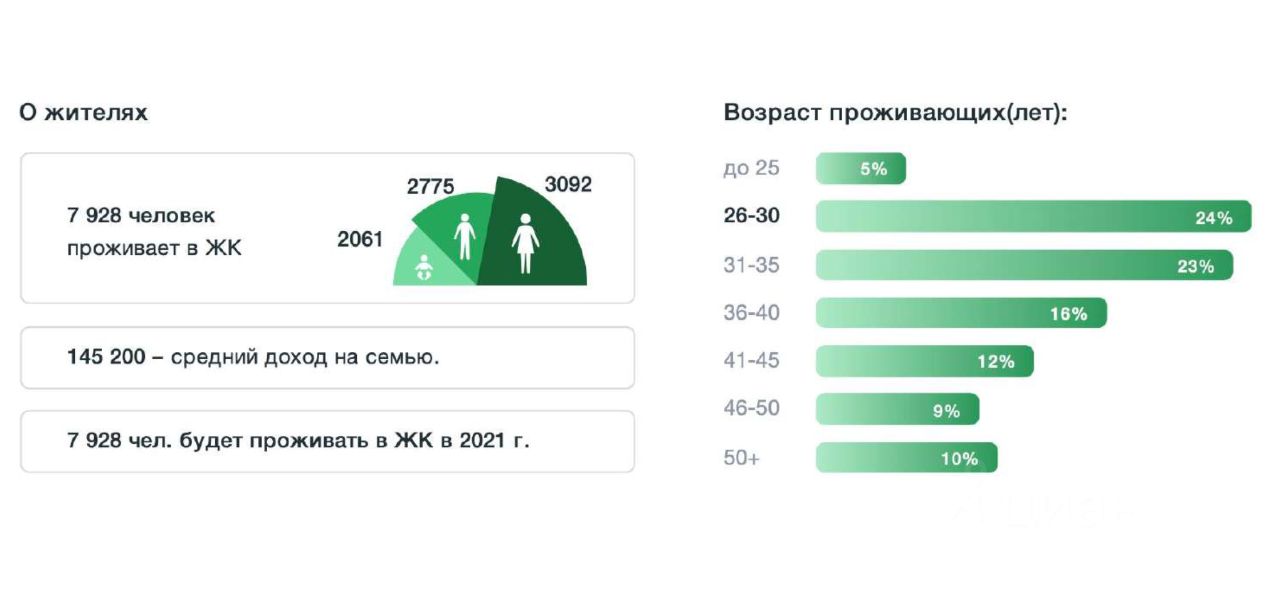 О жителях
7 928 человек
проживает в ЖК
2061
2775
3092
145 200 – средний доход на семью.
7 928 чел. будет проживать в ЖК в 2021 г.
Возраст проживающих(лет):
до 25 5%
26-30 24%
31-35 23%
36-40 16%
41-45 12%
46-50 9%
50+ 10%